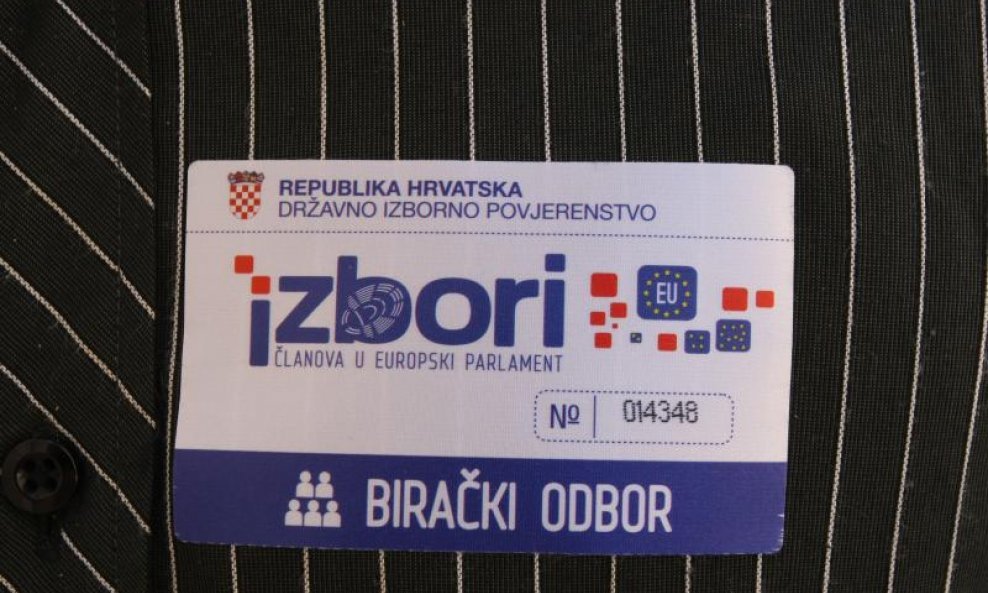 REPUBLIKA HRVATSKA
DRŽAVNO IZBORNO POVJERENSTVO
izbori
ČLANOVA U EUROPSKI PARLAMENT
EU
№ 014348
BIRAČKI ODBOR